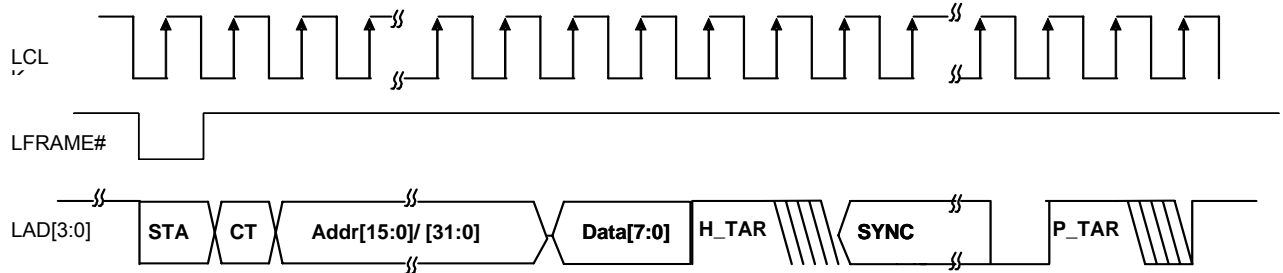 LCL
LFRAME#
LAD[3:0]
STA CT Addr[15:0]/ [31:0] Data[7:0] H_TAR SYNC P_TAR